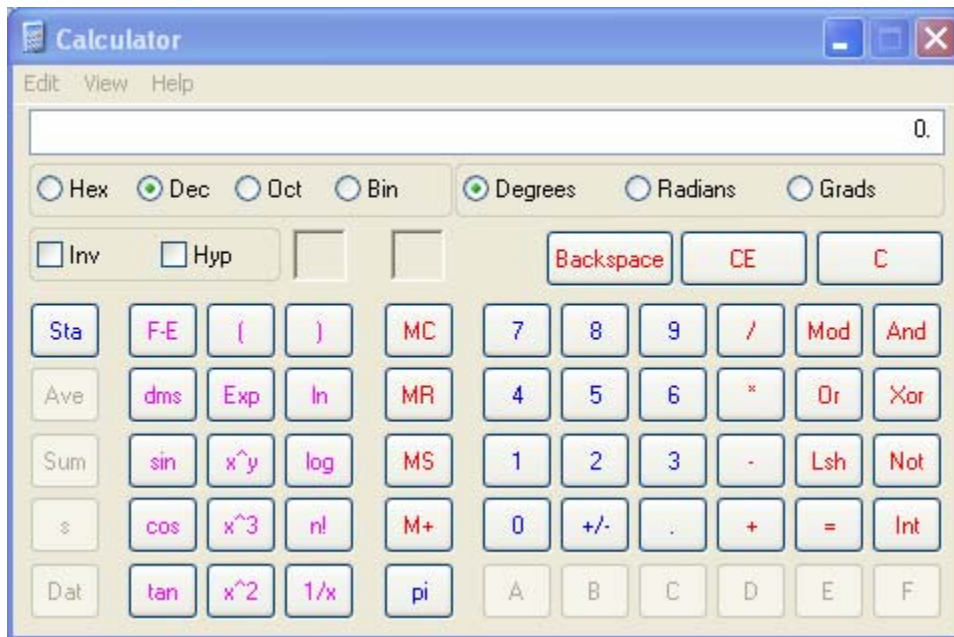 Calculator
Edit View Help
0.
Hex Dec Oct Bin Degrees Radians Grads
Inv Hyp Backspace CE C
Sta F-E ( ) MC 7 8 9 / Mod And
Ave dms Exp ln MR 4 5 6 * Or Xor
Sum sin x^y log MS 1 2 3 - Lsh Not
s cos x^3 n! M+ 0 +/- . + = Int
Dat tan x^2 1/x pi A B C D E F